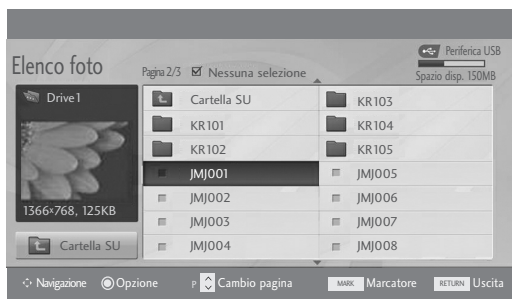 Periferica USB
Elenco foto
Pagina 2/3 Nessuna selezione
Spazio disp. 150MB
Drive1
1366×768, 125KB
Cartella SU
Cartella SU KR103
KR101 KR104
KR102 KR105
JMJ001 JMJ005
JMJ002 JMJ006
JMJ003 JMJ007
JMJ004 JMJ008
Navigazione Opzione P Cambio pagina MARK Marcatore RETURN Uscita